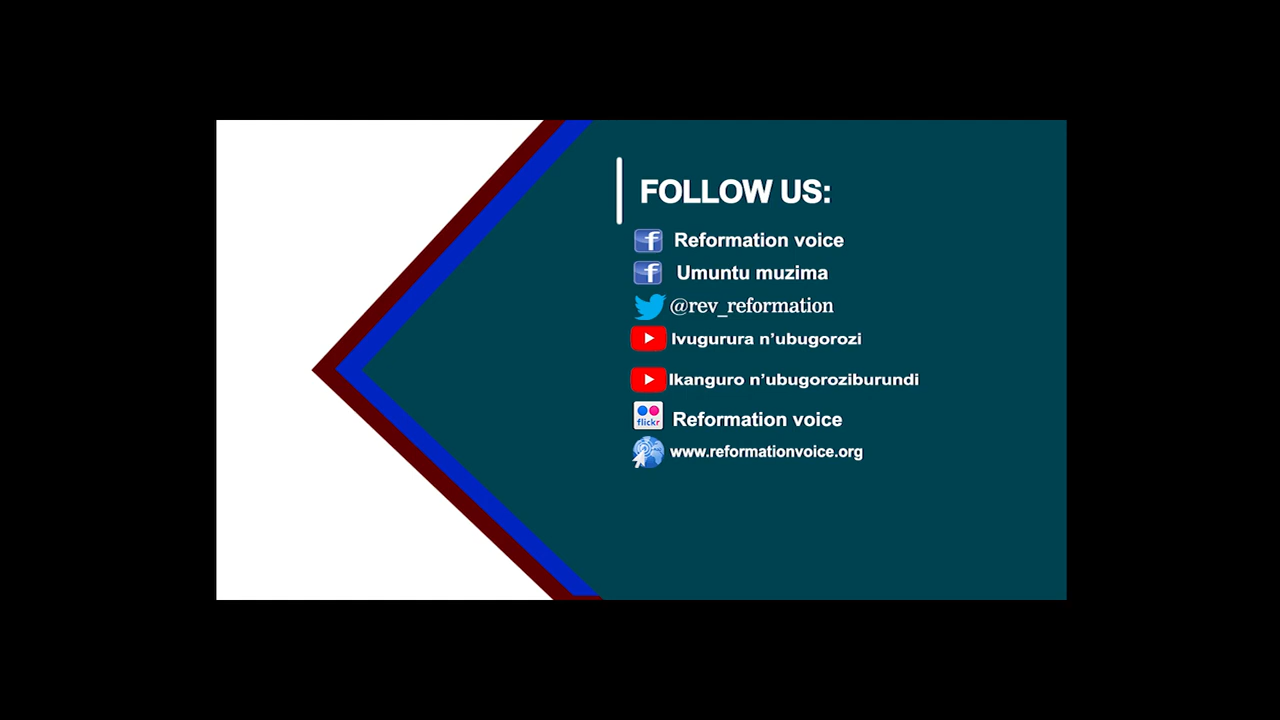 FOLLOW US:
Reformation voice
Umuntu muzima
@rev_reformation
Ivugurura n'ubugorozi
Ikanguro n'ubugoroziburundi
flickr
Reformation voice
www.reformationvoice.org